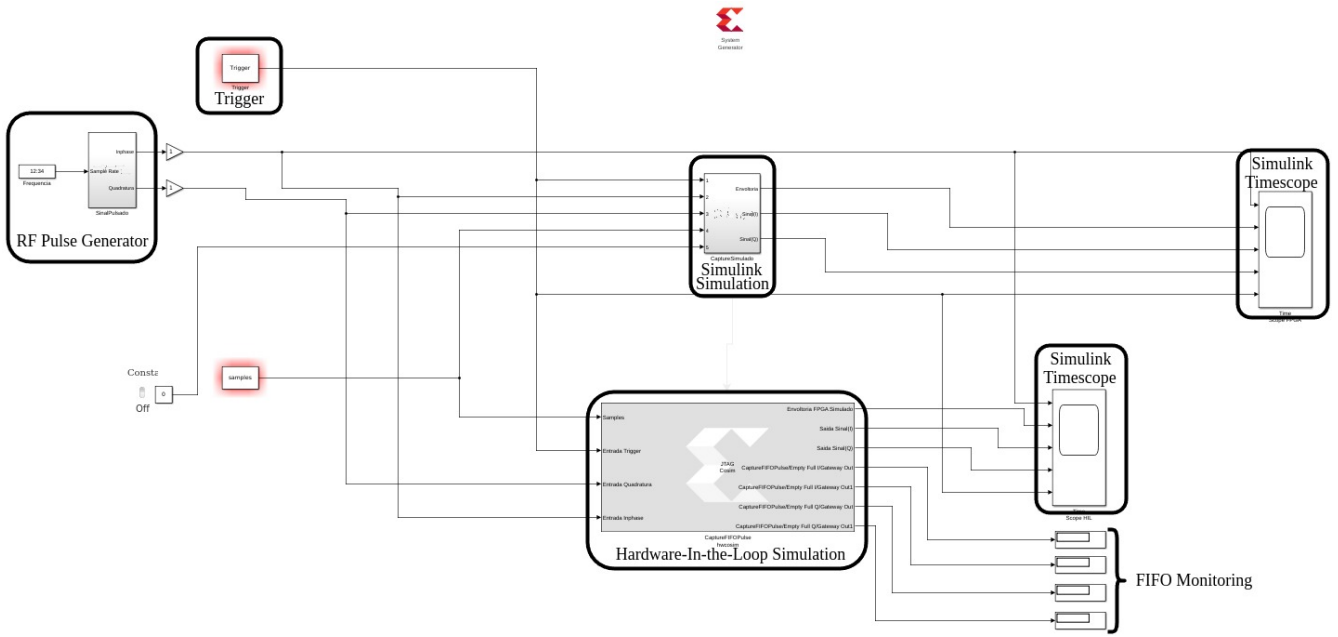 System
Generator
Trigger
Trigger
Trigger
Inphase
1
12:34
Sample Rate
Frequencia
Quadratura
1
SinalPulsado
RF Pulse Generator
1
2
3
4
5
Envoltoria
Sinal(I)
Sinal(Q)
CaptureSimulado
Simulink
Simulation
Simulink
Timescope
Time
Scope FPGA
Consta
0
Off
samples
Samples
Entrada Trigger
Entrada Quadratura
Entrada Inphase
JTAG
Cosim
Envoltoria FPGA Simulado
Saida Sinal(I)
Saida Sinal(Q)
CaptureFIFOPulse/Empty Full I/Gateway Out
CaptureFIFOPulse/Empty Full I/Gateway Out1
CaptureFIFOPulse/Empty Full Q/Gateway Out
CaptureFIFOPulse/Empty Full Q/Gateway Out1
CaptureFIFOPulse
hwcosim
Hardware-In-the-Loop Simulation
Simulink
Timescope
Scope HIL
FIFO Monitoring